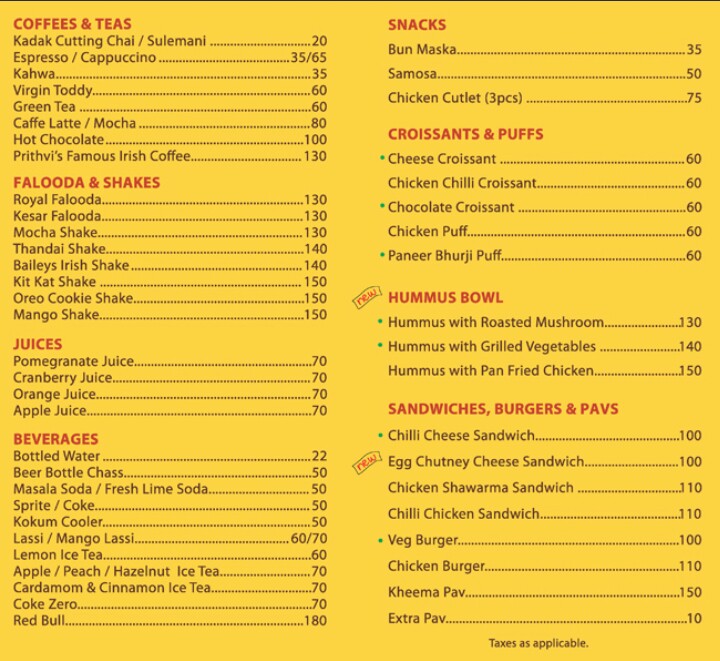 COFFEES & TEAS
Kadak Cutting Chai / Sulemani ........................20
Espresso / Cappuccino ...............................35/65
Kahwa..............................................................35
Virgin Toddy.....................................................60
Green Tea ........................................................60
Caffe Latte / Mocha .........................................80
Hot Chocolate.................................................100
Prithvi's Famous Irish Coffee.......................... 130
FALOODA & SHAKES
Royal Falooda.................................................130
Kesar Falooda.................................................130
Mocha Shake..................................................130
Thandai Shake................................................140
Baileys Irish Shake ......................................... 140
Kit Kat Shake ................................................. 150
Oreo Cookie Shake.........................................150
Mango Shake..................................................150
JUICES
Pomegranate Juice...........................................70
Cranberry Juice................................................70
Orange Juice....................................................70
Apple Juice.......................................................70
BEVERAGES
Bottled Water ...................................................22
Beer Bottle Chass.............................................50
Masala Soda / Fresh Lime Soda........................ 50
Sprite / Coke.....................................................50
Kokum Cooler...................................................50
Lassi / Mango Lassi..................................... 60/70
Lemon Ice Tea..................................................60
Apple / Peach / Hazelnut Ice Tea......................70
Cardamom & Cinnamon Ice Tea........................70
Coke Zero.........................................................70
Red Bull...........................................................180
SNACKS
Bun Maska........................................................ 35
Samosa.............................................................50
Chicken Cutlet (3pcs) .......................................75
CROISSANTS & PUFFS
• Cheese Croissant .............................................60
Chicken Chilli Croissant....................................60
• Chocolate Croissant .........................................60
Chicken Puff.....................................................60
• Paneer Bhurji Puff............................................60
new HUMMUS BOWL
• Hummus with Roasted Mushroom...................130
• Hummus with Grilled Vegetables ....................140
Hummus with Pan Fried Chicken.....................150
SANDWICHES, BURGERS & PAVS
• Chilli Cheese Sandwich...................................100
new Egg Chutney Cheese Sandwich.......................100
Chicken Shawarma Sandwich .........................110
Chilli Chicken Sandwich..................................110
• Veg Burger......................................................100
Chicken Burger................................................110
Kheema Pav.....................................................150
Extra Pav...........................................................10
Taxes as applicable.